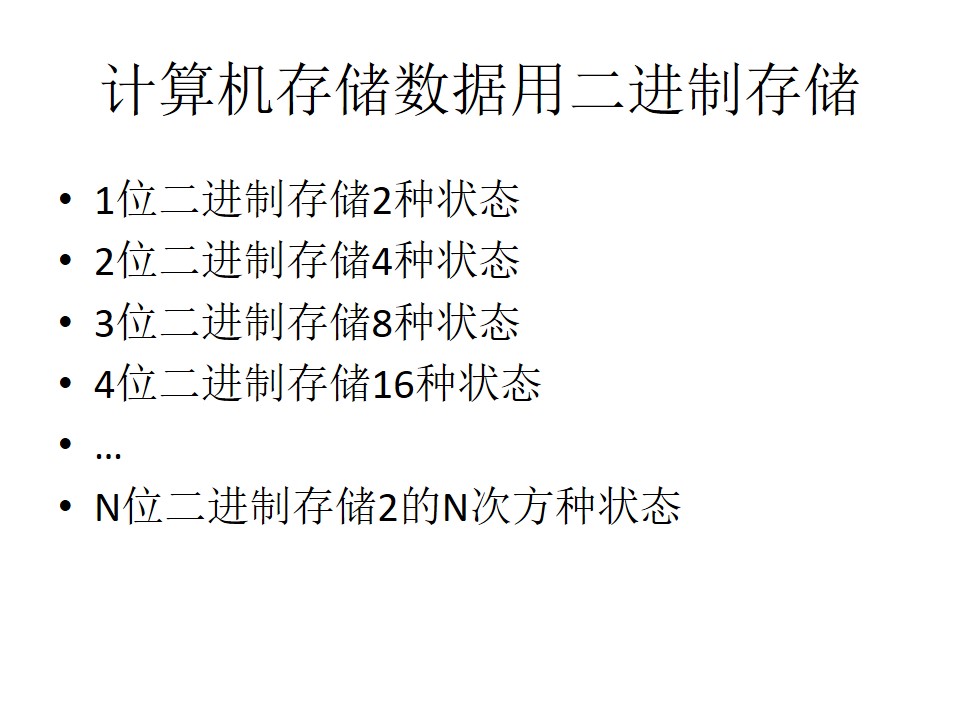 计算机存储数据用二进制存储
• 1位二进制存储2种状态
• 2位二进制存储4种状态
• 3位二进制存储8种状态
• 4位二进制存储16种状态
• …
• N位二进制存储2的N次方种状态